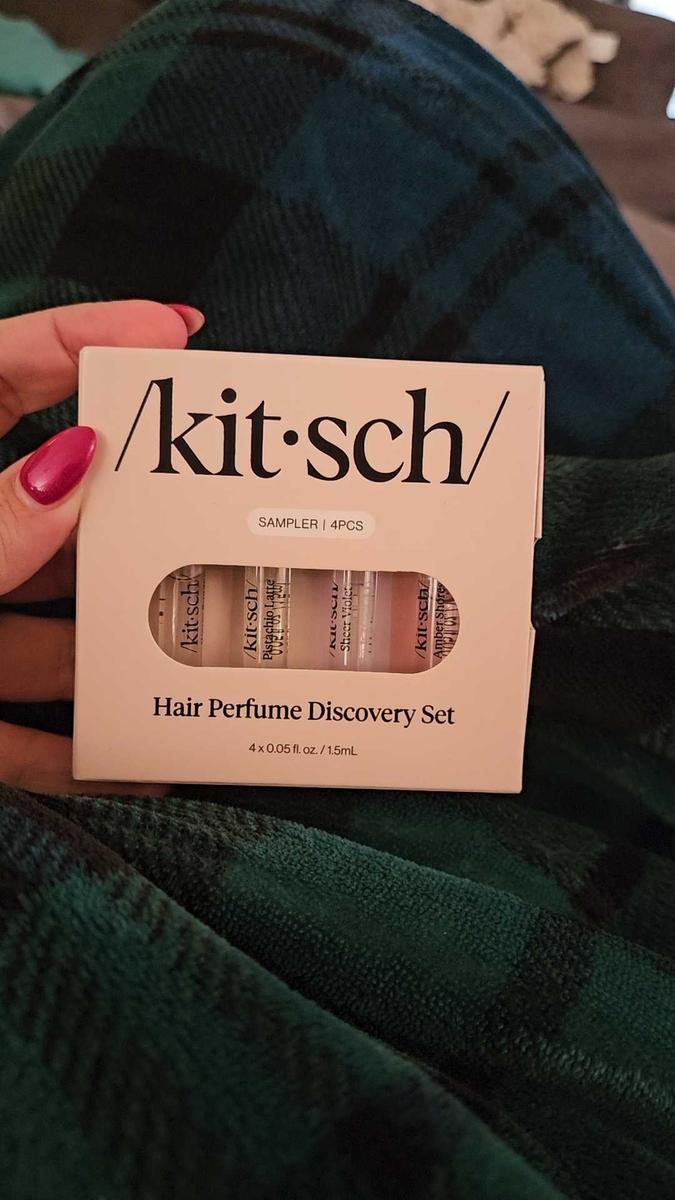 /kit·sch/
SAMPLER | 4PCS
/kit·sch/
/kit·sch/
Pistachio Latte
/kit·sch/
Sheer Violet
/kit·sch/
Amber Shore
Hair Perfume Discovery Set
4 x 0.05 fl. oz. / 1.5mL